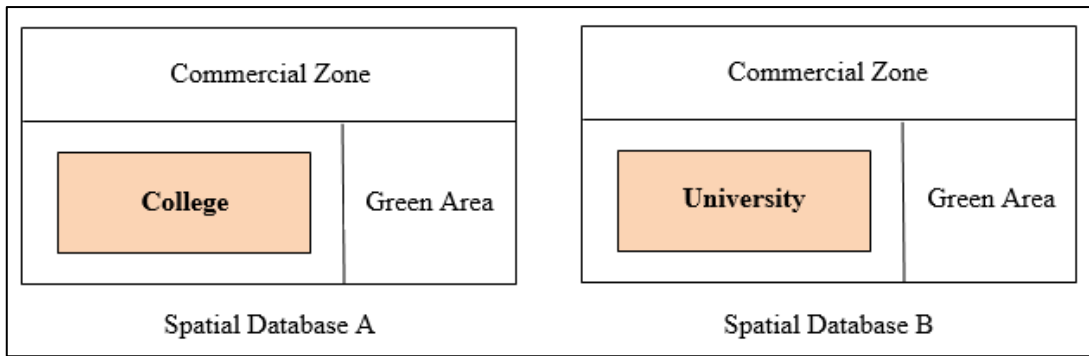 Commercial Zone
College
Green Area
Spatial Database A
Commercial Zone
University
Green Area
Spatial Database B